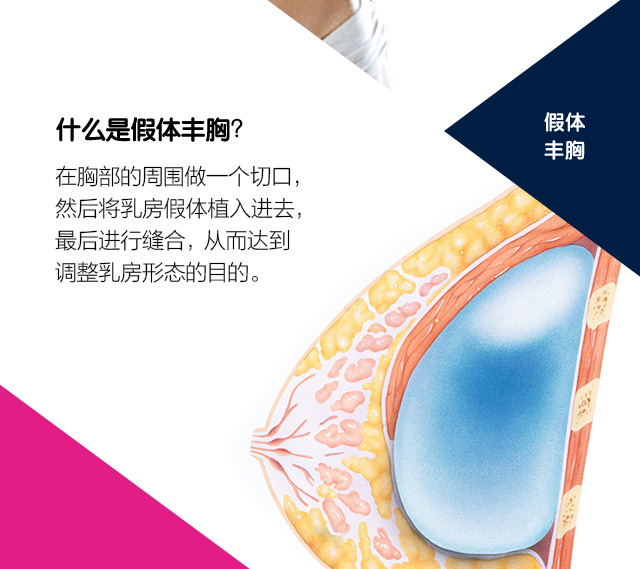 什么是假体丰胸？
在胸部的周围做一个切口，
然后将乳房假体植入进去，
最后进行缝合，从而达到
调整乳房形态的目的。
假体
丰胸